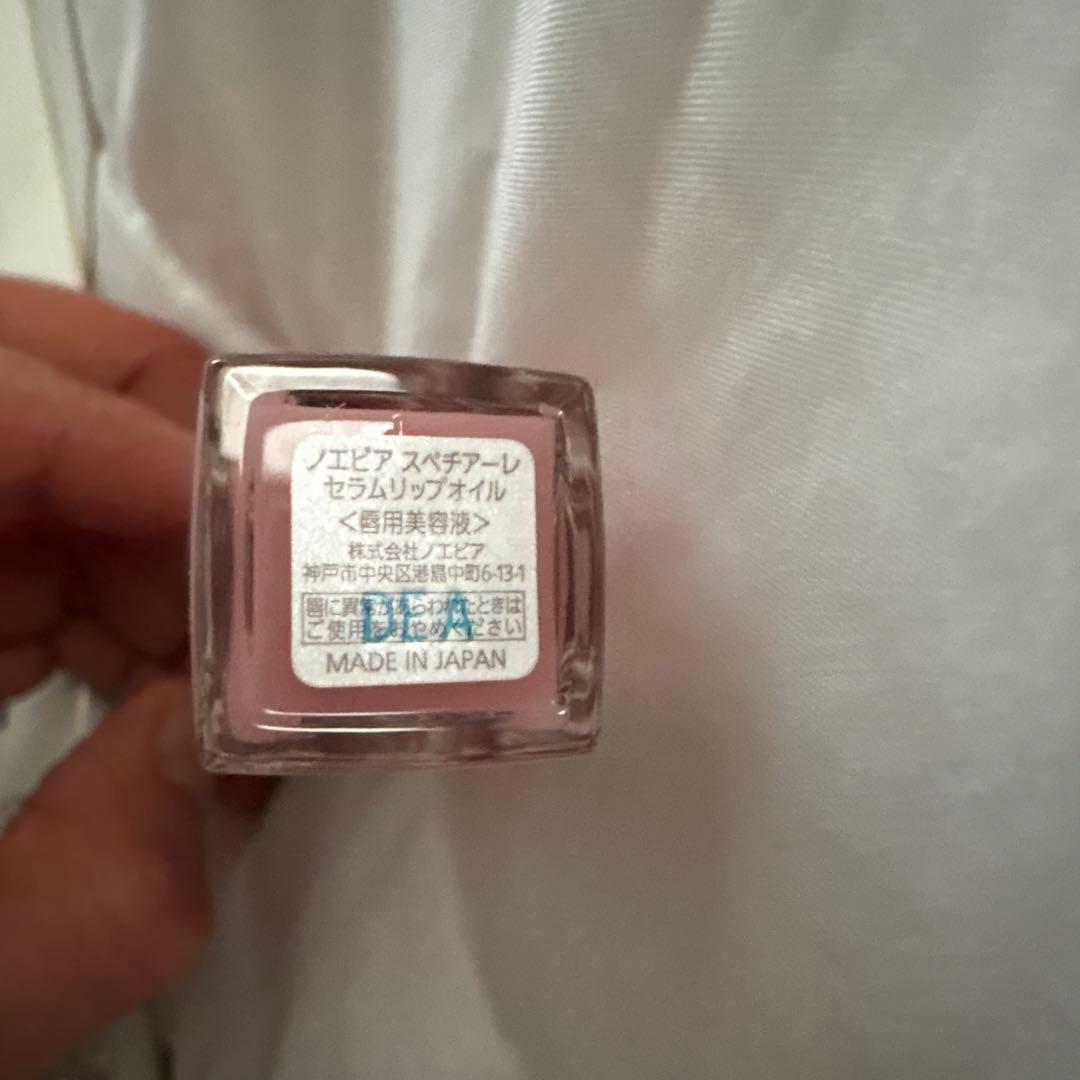 ノエビア スペチアーレ
セラムリップオイル
<唇用美容液>
株式会社ノエビア
神戸市中央区港島中町6-13-1
唇に異常があらわれたときは
ご使用をおやめください
DEA
MADE IN JAPAN